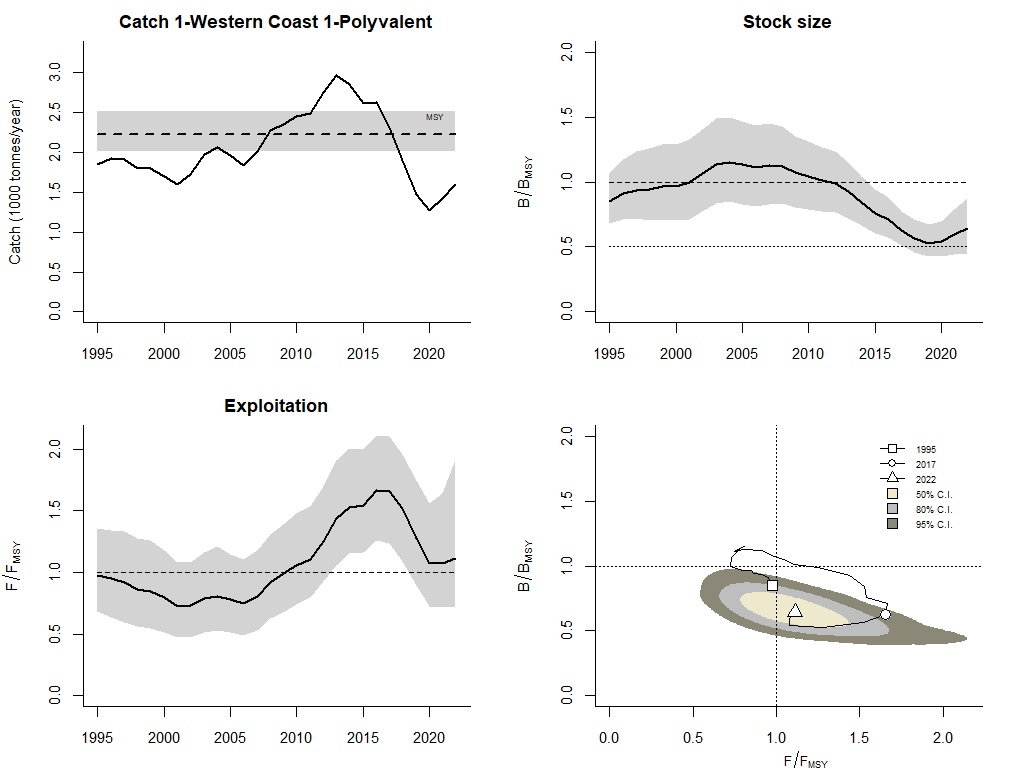 Catch 1-Western Coast 1-Polyvalent
Catch (1000 tonnes/year)
3.0
2.5
2.0
1.5
1.0
0.5
0.0
MSY
1995 2000 2005 2010 2015 2020
Stock size
B/BMSY
2.0
1.5
1.0
0.5
0.0
1995 2000 2005 2010 2015 2020
Exploitation
F/FMSY
2.0
1.5
1.0
0.5
0.0
1995 2000 2005 2010 2015 2020
B/BMSY
2.0
1.5
1.0
0.5
0.0
1995
2017
2022
50% C.I.
80% C.I.
95% C.I.
0.0 0.5 1.0 1.5 2.0
F/FMSY